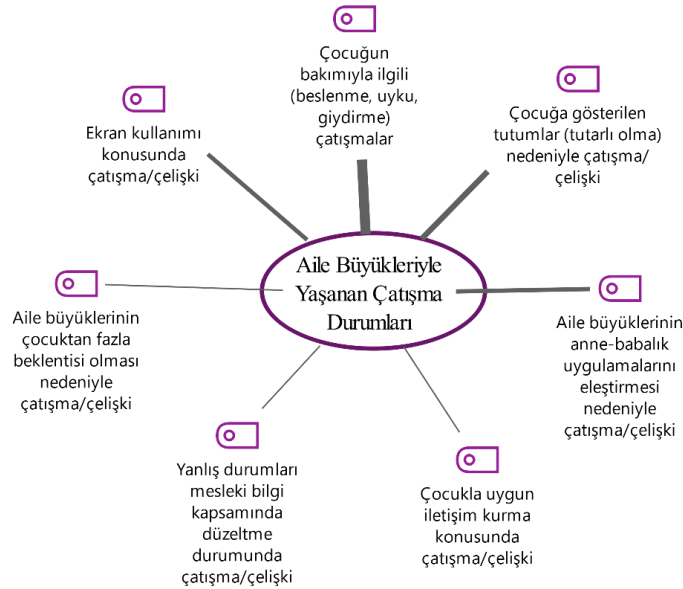 Çocuğun
bakımıyla ilgili
(beslenme, uyku,
giydirme)
çatışmalar
Ekran kullanımı
konusunda
çatışma/çelişki
Çocuğa gösterilen
tutumlar (tutarlı olma)
nedeniyle çatışma/
çelişki
Aile Büyükleriyle
Yaşanan Çatışma
Durumları
Aile büyüklerinin
çocuktan fazla
beklentisi olması
nedeniyle
çatışma/çelişki
Aile büyüklerinin
anne-babalık
uygulamalarını
eleştirmesi
nedeniyle
çatışma/çelişki
Yanlış durumları
mesleki bilgi
kapsamında
düzeltme
durumunda
çatışma/çelişki
Çocukla uygun
iletişim kurma
konusunda
çatışma/çelişki